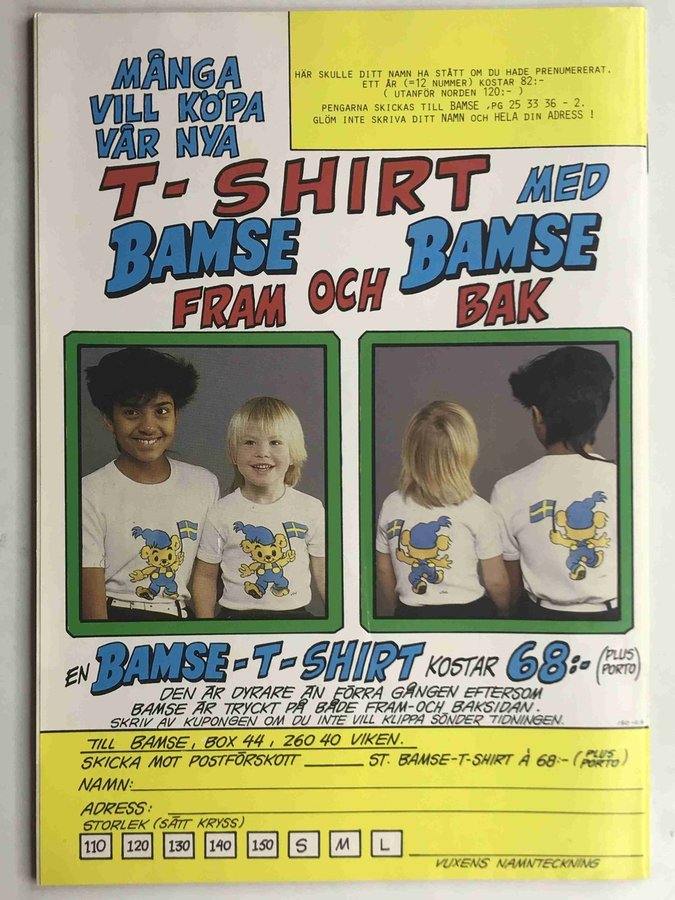 MÅNGA
VILL KÖPA
VÅR NYA
HÄR SKULLE DITT NAMN HA STÅTT OM DU HADE PRENUMERERAT.
ETT ÅR (=12 NUMMER) KOSTAR 82:-
( UTANFÖR NORDEN 120:- )
PENGARNA SKICKAS TILL BAMSE ,PG 25 33 36 - 2.
GLÖM INTE SKRIVA DITT NAMN OCH HELA DIN ADRESS !
T-SHIRT MED
BAMSE BAMSE
FRAM OCH BAK
EN BAMSE-T-SHIRT KOSTAR 68:- (PLUS PORTO)
DEN ÄR DYRARE ÄN FÖRRA GÅNGEN EFTERSOM
BAMSE ÄR TRYCKT PÅ BÅDE FRAM-OCH BAKSIDAN.
SKRIV AV KUPONGEN OM DU INTE VILL KLIPPA SÖNDER TIDNINGEN.
TILL BAMSE, BOX 44, 260 40 VIKEN.
SKICKA MOT POSTFÖRSKOTT ST. BAMSE-T-SHIRT À 68:- (PLUS PORTO)
NAMN:
ADRESS:
STORLEK (SÄTT KRYSS)
110 120 130 140 150 S M L
VUXENS NAMNTECKNING